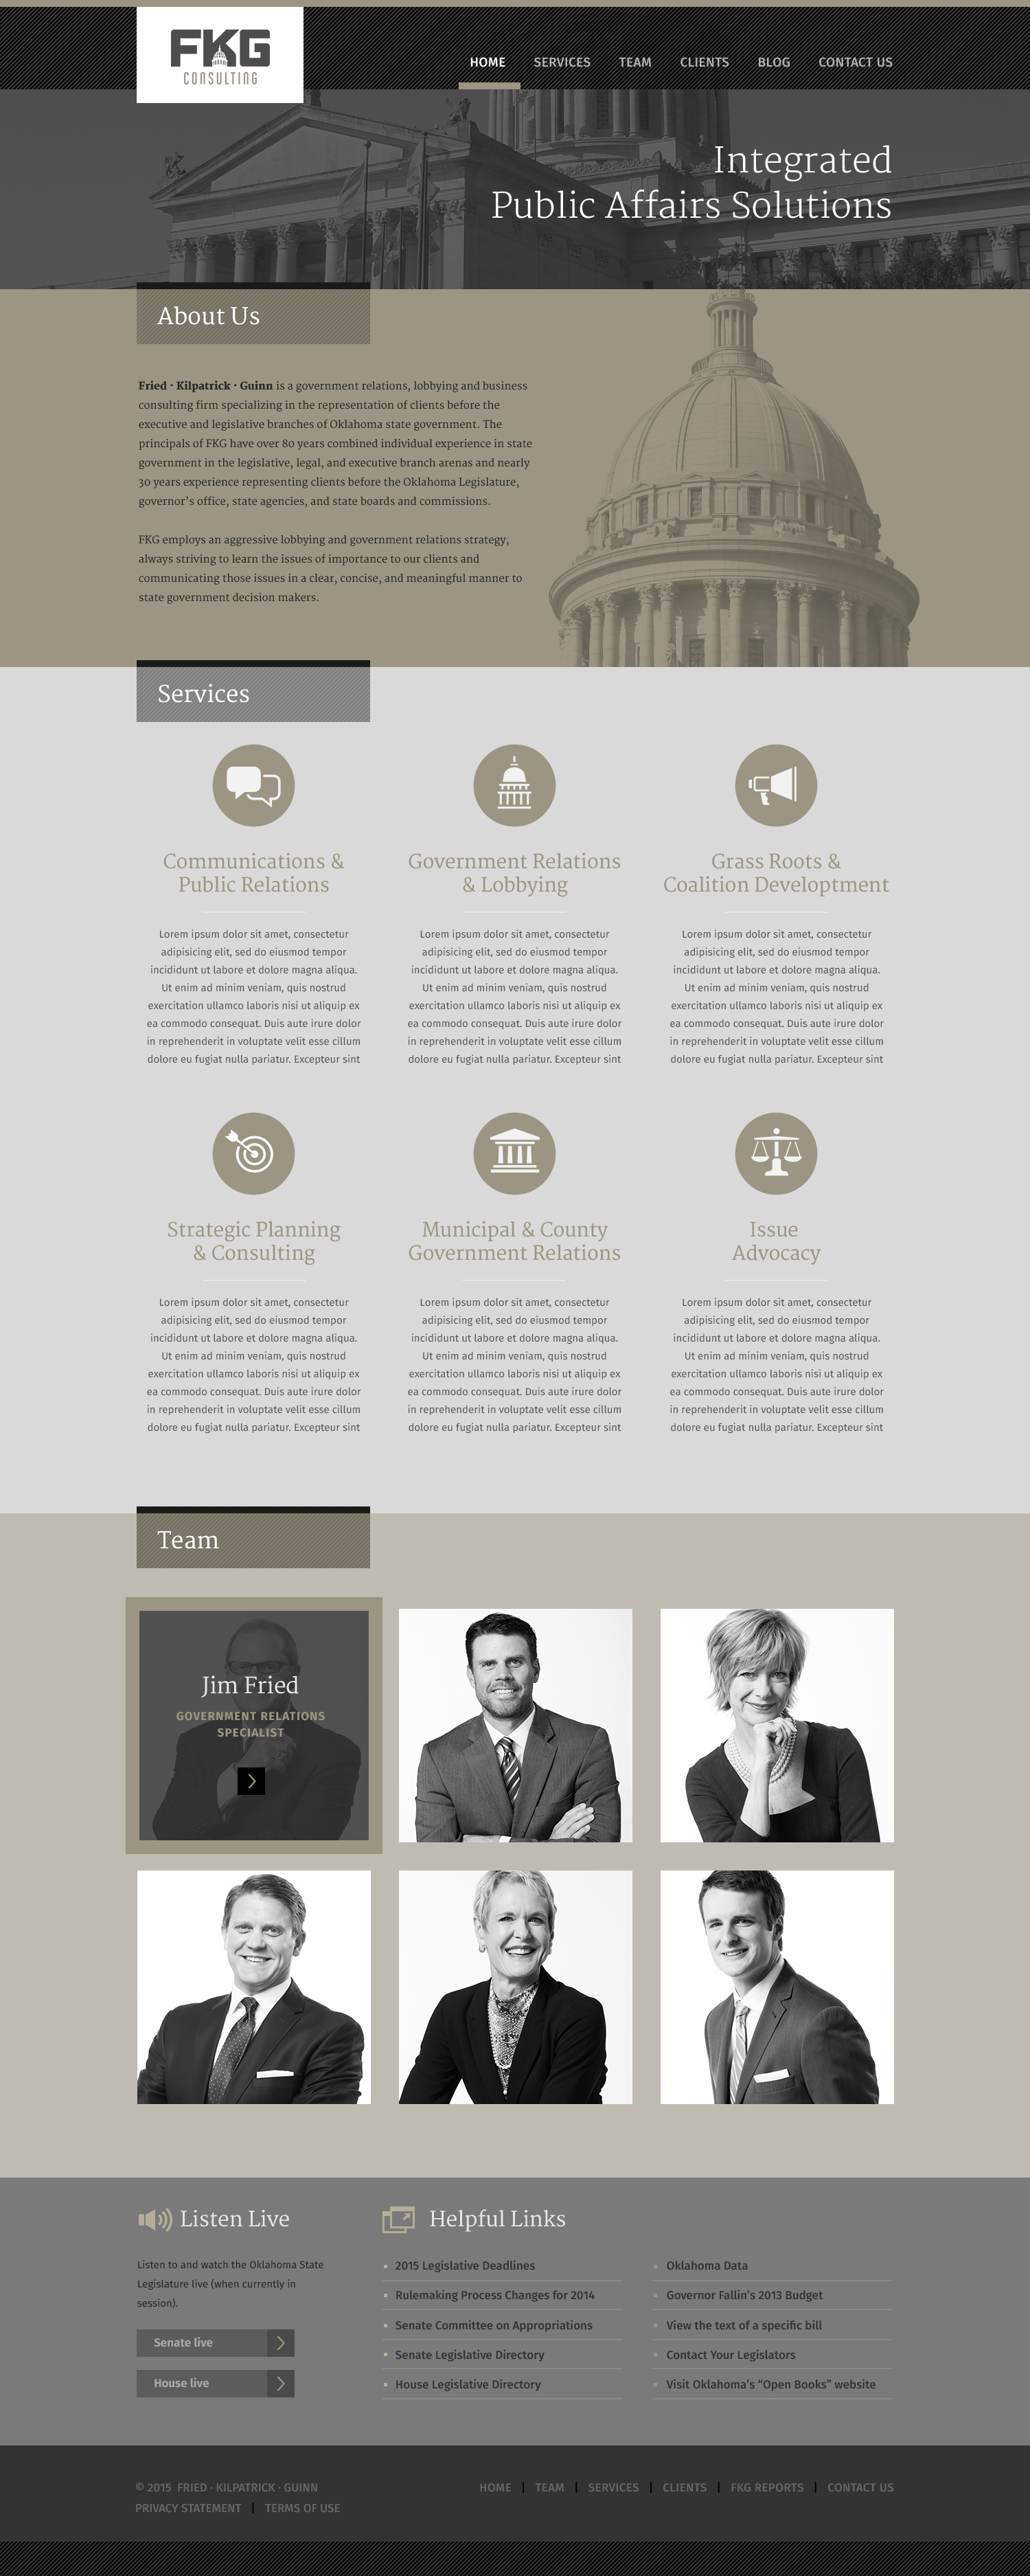 FKG
CONSULTING
HOME SERVICES TEAM CLIENTS BLOG CONTACT US
Integrated
Public Affairs Solutions
About Us
Fried · Kilpatrick · Guinn is a government relations, lobbying and business
consulting firm specializing in the representation of clients before the
executive and legislative branches of Oklahoma state government. The
principals of FKG have over 80 years combined individual experience in state
government in the legislative, legal, and executive branch arenas and nearly
30 years experience representing clients before the Oklahoma Legislature,
governor's office, state agencies, and state boards and commissions.
FKG employs an aggressive lobbying and government relations strategy,
always striving to learn the issues of importance to our clients and
communicating those issues in a clear, concise, and meaningful manner to
state government decision makers.
Services
Communications &
Public Relations
Lorem ipsum dolor sit amet, consectetur
adipisicing elit, sed do eiusmod tempor
incididunt ut labore et dolore magna aliqua.
Ut enim ad minim veniam, quis nostrud
exercitation ullamco laboris nisi ut aliquip ex
ea commodo consequat. Duis aute irure dolor
in reprehenderit in voluptate velit esse cillum
dolore eu fugiat nulla pariatur. Excepteur sint
Government Relations
& Lobbying
Lorem ipsum dolor sit amet, consectetur
adipisicing elit, sed do eiusmod tempor
incididunt ut labore et dolore magna aliqua.
Ut enim ad minim veniam, quis nostrud
exercitation ullamco laboris nisi ut aliquip ex
ea commodo consequat. Duis aute irure dolor
in reprehenderit in voluptate velit esse cillum
dolore eu fugiat nulla pariatur. Excepteur sint
Grass Roots &
Coalition Developtment
Lorem ipsum dolor sit amet, consectetur
adipisicing elit, sed do eiusmod tempor
incididunt ut labore et dolore magna aliqua.
Ut enim ad minim veniam, quis nostrud
exercitation ullamco laboris nisi ut aliquip ex
ea commodo consequat. Duis aute irure dolor
in reprehenderit in voluptate velit esse cillum
dolore eu fugiat nulla pariatur. Excepteur sint
Strategic Planning
& Consulting
Lorem ipsum dolor sit amet, consectetur
adipisicing elit, sed do eiusmod tempor
incididunt ut labore et dolore magna aliqua.
Ut enim ad minim veniam, quis nostrud
exercitation ullamco laboris nisi ut aliquip ex
ea commodo consequat. Duis aute irure dolor
in reprehenderit in voluptate velit esse cillum
dolore eu fugiat nulla pariatur. Excepteur sint
Municipal & County
Government Relations
Lorem ipsum dolor sit amet, consectetur
adipisicing elit, sed do eiusmod tempor
incididunt ut labore et dolore magna aliqua.
Ut enim ad minim veniam, quis nostrud
exercitation ullamco laboris nisi ut aliquip ex
ea commodo consequat. Duis aute irure dolor
in reprehenderit in voluptate velit esse cillum
dolore eu fugiat nulla pariatur. Excepteur sint
Issue
Advocacy
Lorem ipsum dolor sit amet, consectetur
adipisicing elit, sed do eiusmod tempor
incididunt ut labore et dolore magna aliqua.
Ut enim ad minim veniam, quis nostrud
exercitation ullamco laboris nisi ut aliquip ex
ea commodo consequat. Duis aute irure dolor
in reprehenderit in voluptate velit esse cillum
dolore eu fugiat nulla pariatur. Excepteur sint
Team
Jim Fried
GOVERNMENT RELATIONS
SPECIALIST
Listen Live
Listen to and watch the Oklahoma State
Legislature live (when currently in
session).
Senate live
House live
Helpful Links
2015 Legislative Deadlines
Rulemaking Process Changes for 2014
Senate Committee on Appropriations
Senate Legislative Directory
House Legislative Directory
Oklahoma Data
Governor Fallin's 2013 Budget
View the text of a specific bill
Contact Your Legislators
Visit Oklahoma's “Open Books” website
© 2015 FRIED · KILPATRICK · GUINN
PRIVACY STATEMENT | TERMS OF USE
HOME | TEAM | SERVICES | CLIENTS | FKG REPORTS | CONTACT US